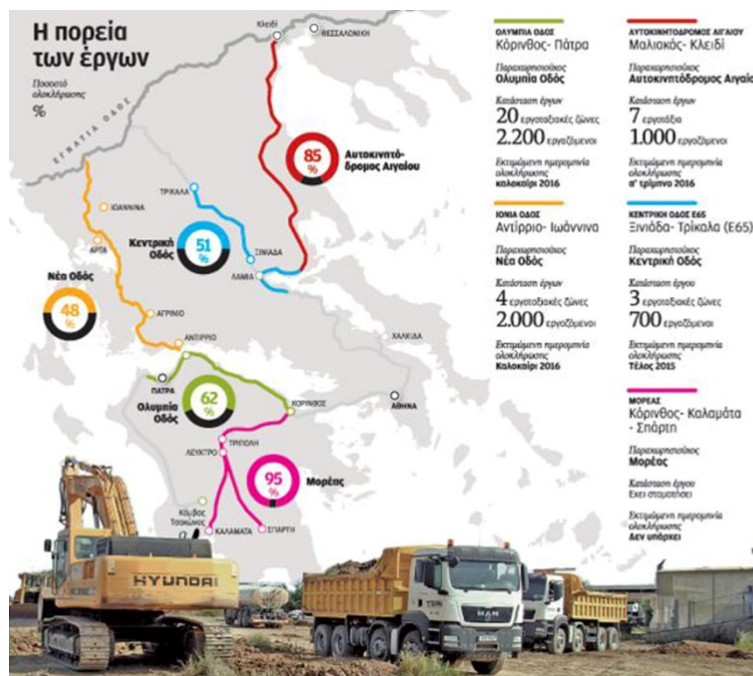 Η πορεία
των έργων
Ποσοστό
ολοκλήρωσης
%
Κλειδί
ΘΕΣΣΑΛΟΝΙΚΗ
ΕΓΝΑΤΙΑ ΟΔΟΣ
85
%
Αυτοκινητό-
δρομος Αιγαίου
ΤΡΙΚΑΛΑ
ΙΩΑΝΝΙΝΑ
Κεντρική
Οδός
51
%
ΞΙΝΙΑΔΑ
ΑΡΤΑ
ΛΑΜΙΑ
Νέα Οδός
48
%
ΑΓΡΙΝΙΟ
ΑΝΤΙΡΡΙΟ
ΧΑΛΚΙΔΑ
ΠΑΤΡΑ
Ολυμπία
Οδός
62
%
ΚΟΡΙΝΘΟΣ
ΑΘΗΝΑ
ΤΡΙΠΟΛΗ
ΛΕΥΚΤΡΟ
95
%
Μορέας
Κόμβος
Τσακώνας
ΚΑΛΑΜΑΤΑ
ΣΠΑΡΤΗ
ΟΛΥΜΠΙΑ ΟΔΟΣ
Κόρινθος- Πάτρα
Παραχωρησιούχος
Ολυμπία Οδός
Κατάσταση έργων
20 εργοταξιακές ζώνες
2.200 εργαζόμενοι
Εκτιμώμενη ημερομηνία
ολοκλήρωσης
καλοκαίρι 2016
ΑΥΤΟΚΙΝΗΤΟΔΡΟΜΟΣ ΑΙΓΑΙΟΥ
Μαλιακός- Κλειδί
Παραχωρησιούχος
Αυτοκινητόδρομος Αιγαίο
Κατάσταση έργων
7 εργοτάξια
1.000 εργαζόμενοι
Εκτιμώμενη ημερομηνία
ολοκλήρωσης
α' τρίμηνο 2016
ΙΟΝΙΑ ΟΔΟΣ
Αντίρριο- Ιωάννινα
Παραχωρησιούχος
Νέα Οδός
Κατάσταση έργων
4 εργοταξιακές ζώνες
2.000 εργαζόμενοι
Εκτιμώμενη ημερομηνία
ολοκλήρωσης
Καλοκαίρι 2016
ΚΕΝΤΡΙΚΗ ΟΔΟΣ Ε65
Ξινιάδα- Τρίκαλα (Ε65)
Παραχωρησιούχος
Κεντρική Οδός
Κατάσταση έργου
3 εργοταξιακές ζώνες
700 εργαζόμενοι
Εκτιμώμενη ημερομηνία
ολοκλήρωσης
Τέλος 2015
ΜΟΡΕΑΣ
Κόρινθος- Καλαμάτα
- Σπάρτη
Παραχωρησιούχος
Μορέας
Κατάσταση έργου
Εχει σταματήσει
Εκτιμώμενη ημερομηνία
ολοκλήρωσης
Δεν υπάρχει
HYUNDAI
MAN